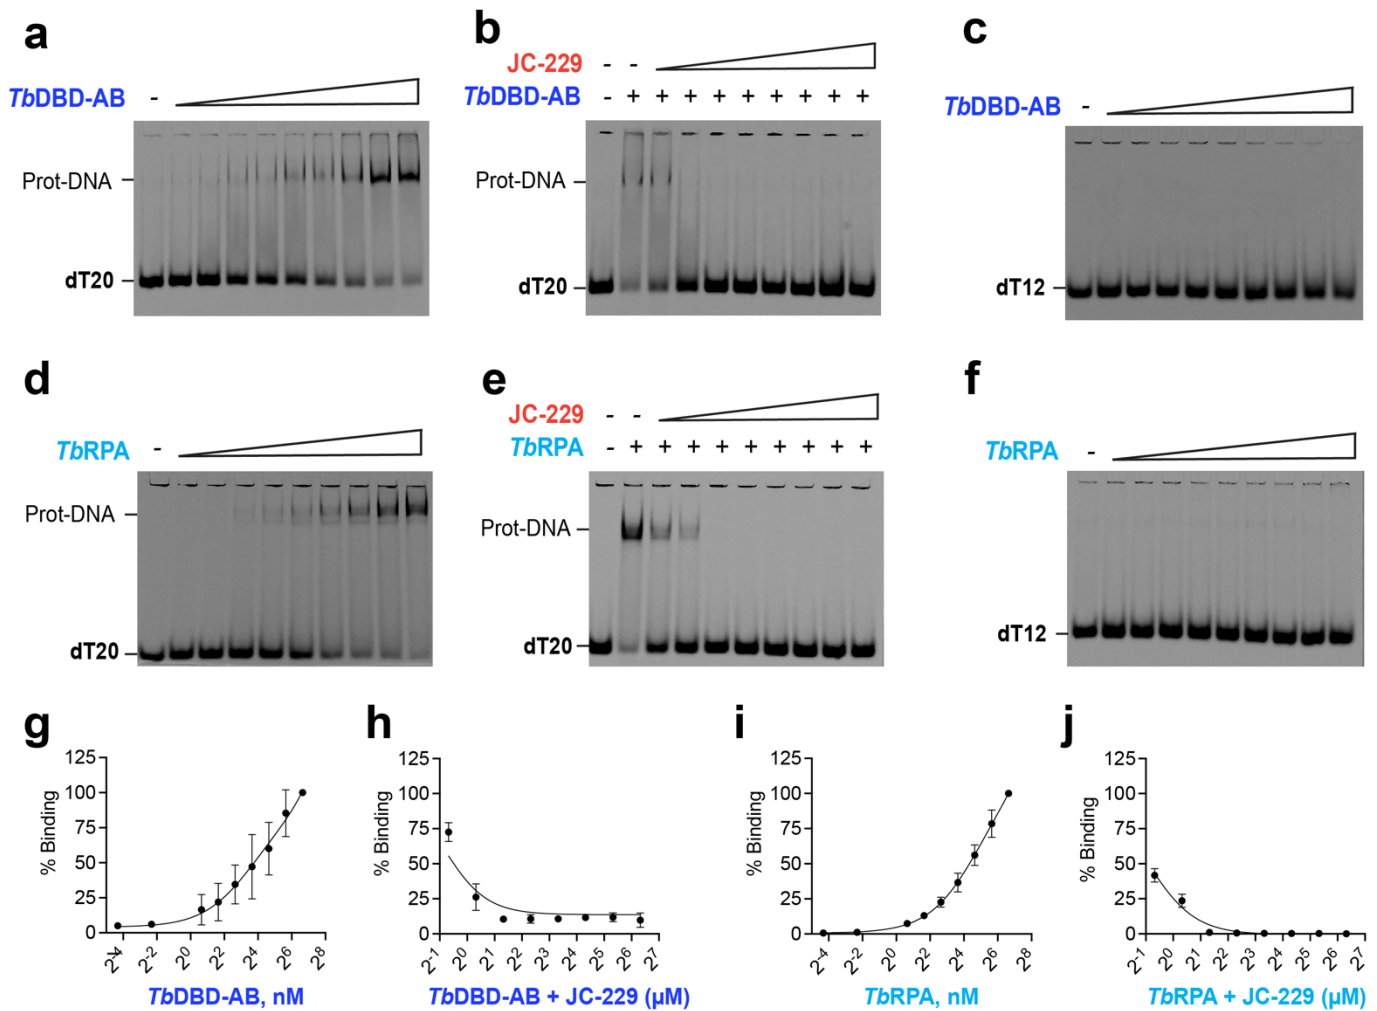 a
TbDBD-AB -
Prot-DNA
dT20
b
JC-229 - -
TbDBD-AB - + + + + + + + + +
Prot-DNA
dT20
c
TbDBD-AB -
dT12
d
TbRPA -
Prot-DNA
dT20
e
JC-229 - -
TbRPA - + + + + + + + + +
Prot-DNA
dT20
f
TbRPA -
dT12
g
% Binding
125
100
75
50
25
0
2-4 2-2 20 22 24 26 28
TbDBD-AB, nM
h
% Binding
125
100
75
50
25
0
2-1 20 21 22 23 24 25 26 27
TbDBD-AB + JC-229 (µM)
i
% Binding
125
100
75
50
25
0
2-4 2-2 20 22 24 26 28
TbRPA, nM
j
% Binding
125
100
75
50
25
0
2-1 20 21 22 23 24 25 26 27
TbRPA + JC-229 (µM)